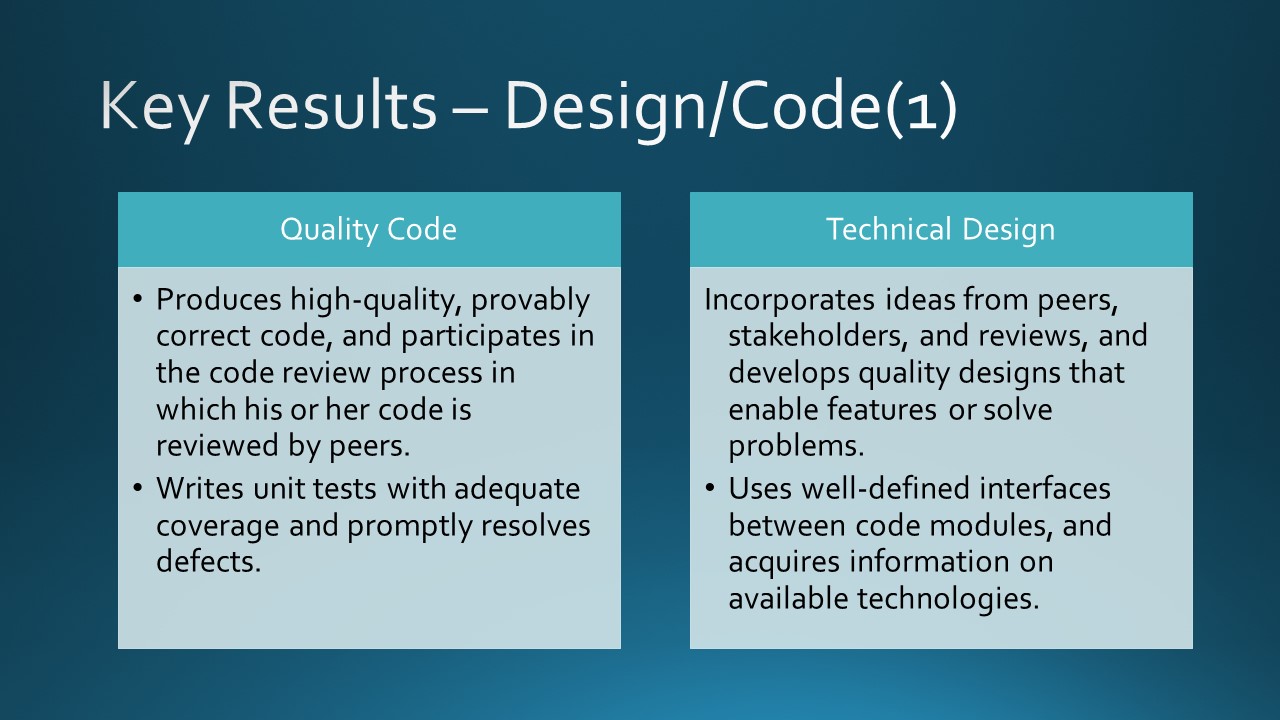 Key Results – Design/Code(1)
Quality Code
• Produces high-quality, provably
correct code, and participates in
the code review process in
which his or her code is
reviewed by peers.
• Writes unit tests with adequate
coverage and promptly resolves
defects.
Technical Design
Incorporates ideas from peers,
stakeholders, and reviews, and
develops quality designs that
enable features or solve
problems.
• Uses well-defined interfaces
between code modules, and
acquires information on
available technologies.